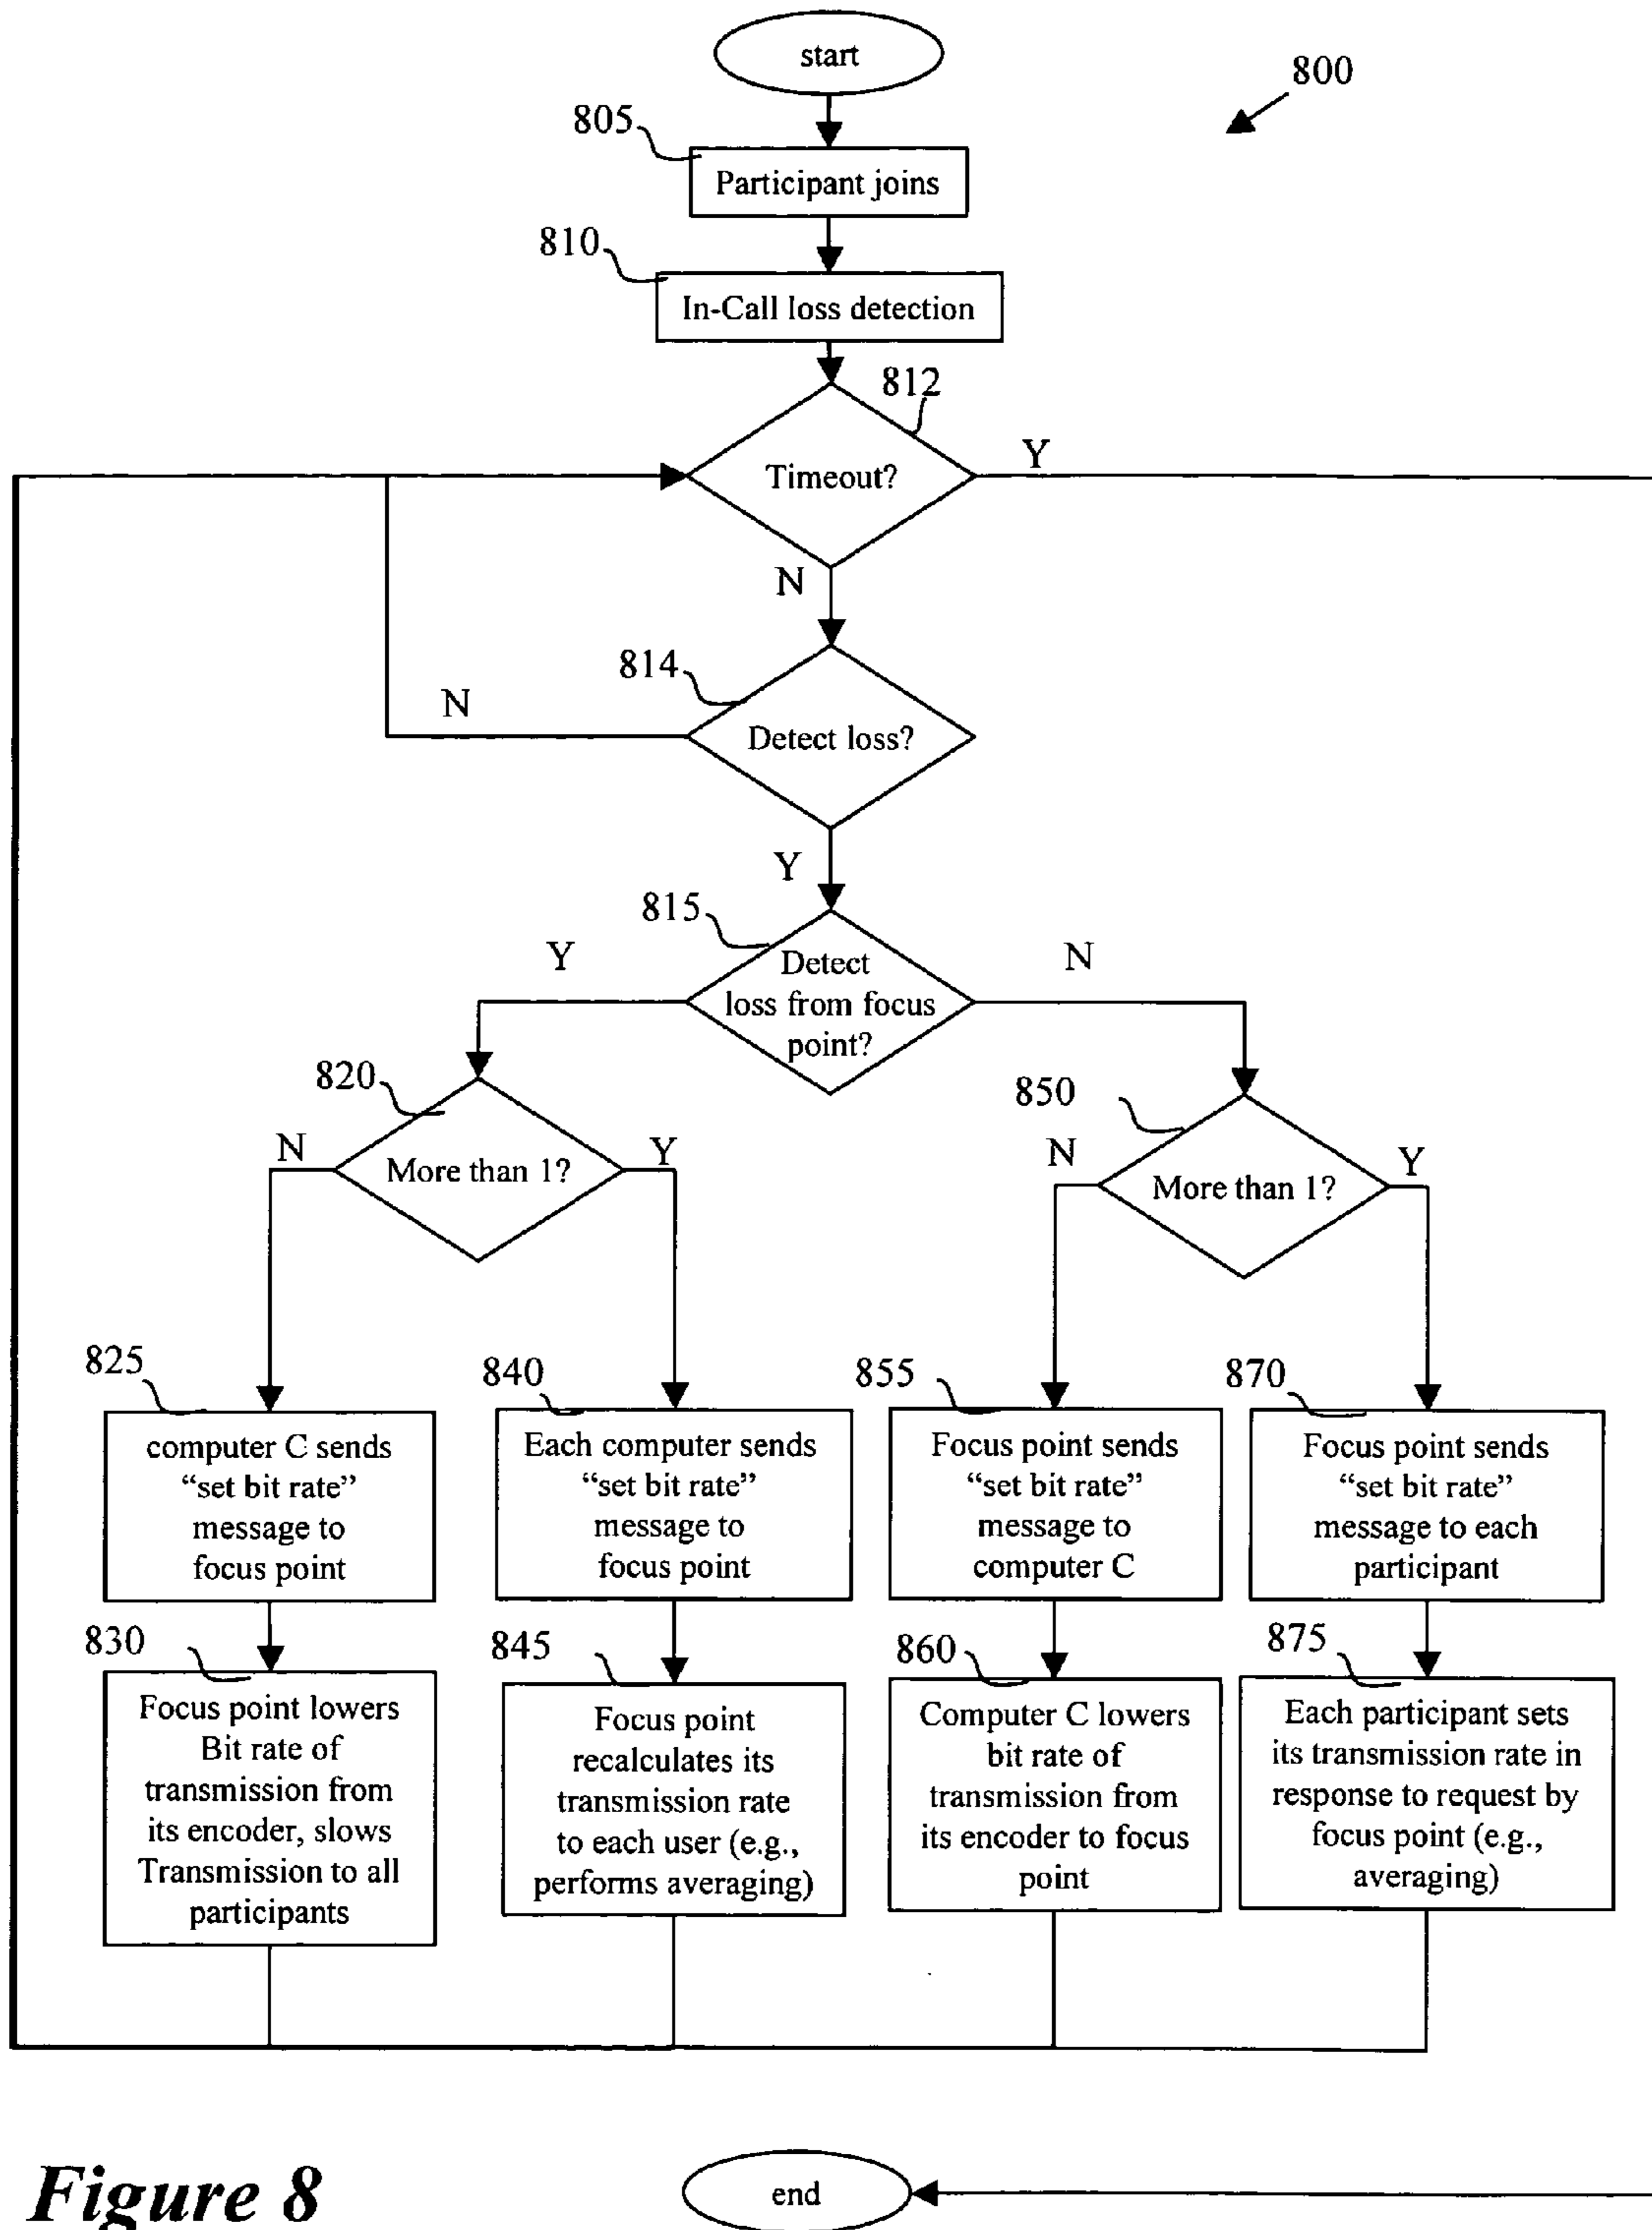 start
800
805
Participant joins
810
In-Call loss detection
812
Timeout?
Y
N
814
N
Detect loss?
Y
815
Y
N
Detect
loss from focus
point?
820
850
N
Y
N
Y
More than 1?
More than 1?
825
computer C sends
“set bit rate”
message to
focus point
840
Each computer sends
“set bit rate”
message to
focus point
855
Focus point sends
“set bit rate”
message to
computer C
870
Focus point sends
“set bit rate”
message to each
participant
830
Focus point lowers
Bit rate of
transmission from
its encoder, slows
Transmission to all
participants
845
Focus point
recalculates its
transmission rate
to each user (e.g.,
performs averaging)
860
Computer C lowers
bit rate of
transmission from
its encoder to focus
point
875
Each participant sets
its transmission rate in
response to request by
focus point (e.g.,
averaging)
Figure 8
end